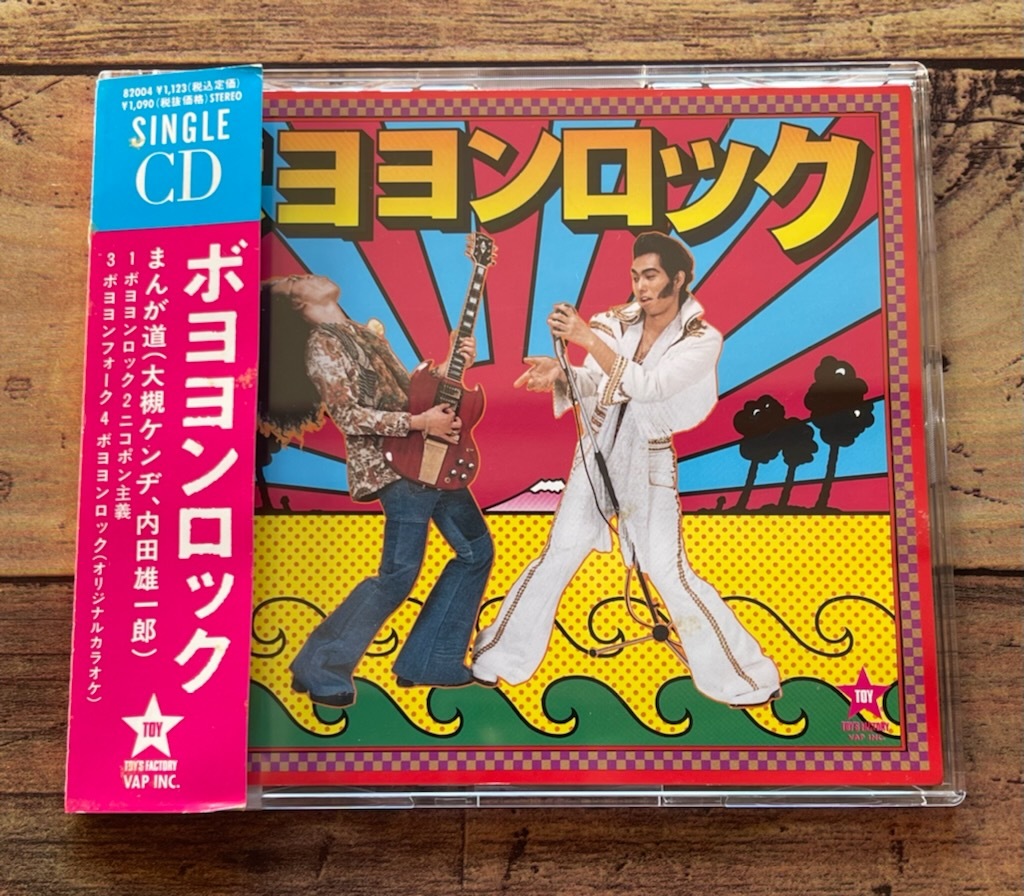 82004 ¥1,123(税込定価)
¥1,090(税抜価格)STEREO
SINGLE
CD
ボヨヨンロック
まんが道(大槻ケンヂ、内田雄一郎)
1 ボヨヨンロック 2 ニコポン主義
3 ボヨヨンフォーク 4 ボヨヨンロック(オリジナルカラオケ)
TOY
TOY'S FACTORY
VAP INC.
ヨヨンロック
TOY
TOY'S FACTORY
VAP INC.